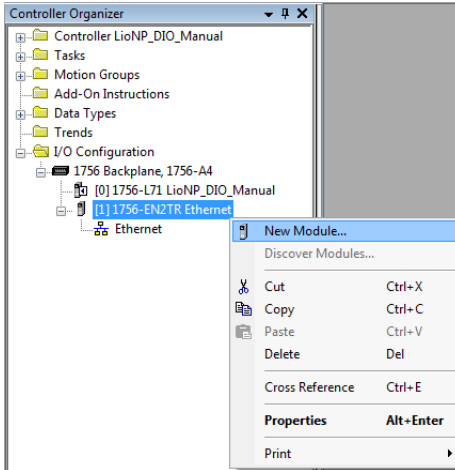 Controller Organizer
Controller LioNP_DIO_Manual
Tasks
Motion Groups
Add-On Instructions
Data Types
Trends
I/O Configuration
1756 Backplane, 1756-A4
[0] 1756-L71 LioNP_DIO_Manual
[1] 1756-EN2TR Ethernet
Ethernet
New Module...
Discover Modules...
Cut Ctrl+X
Copy Ctrl+C
Paste Ctrl+V
Delete Del
Cross Reference Ctrl+E
Properties Alt+Enter
Print